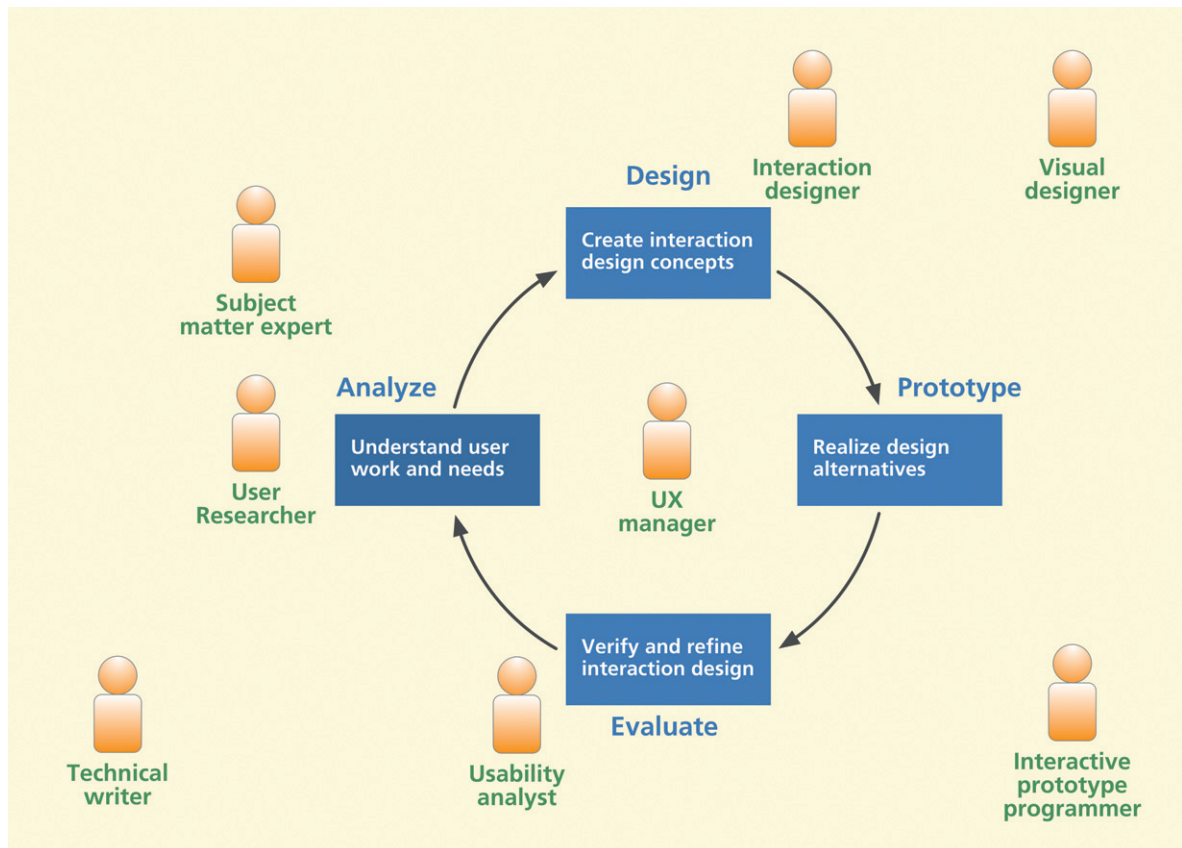 Interaction
designer
Visual
designer
Design
Create interaction
design concepts
Subject
matter expert
Analyze
Understand user
work and needs
User
Researcher
UX
manager
Prototype
Realize design
alternatives
Verify and refine
interaction design
Evaluate
Technical
writer
Usability
analyst
Interactive
prototype
programmer